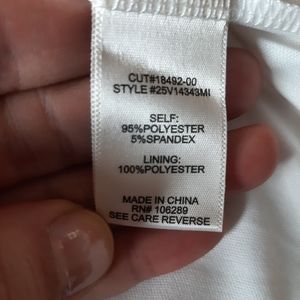 CUT#18492-00
STYLE #25V14343MI
SELF:
95%POLYESTER
5%SPANDEX
LINING:
100%POLYESTER
MADE IN CHINA
RN# 106289
SEE CARE REVERSE